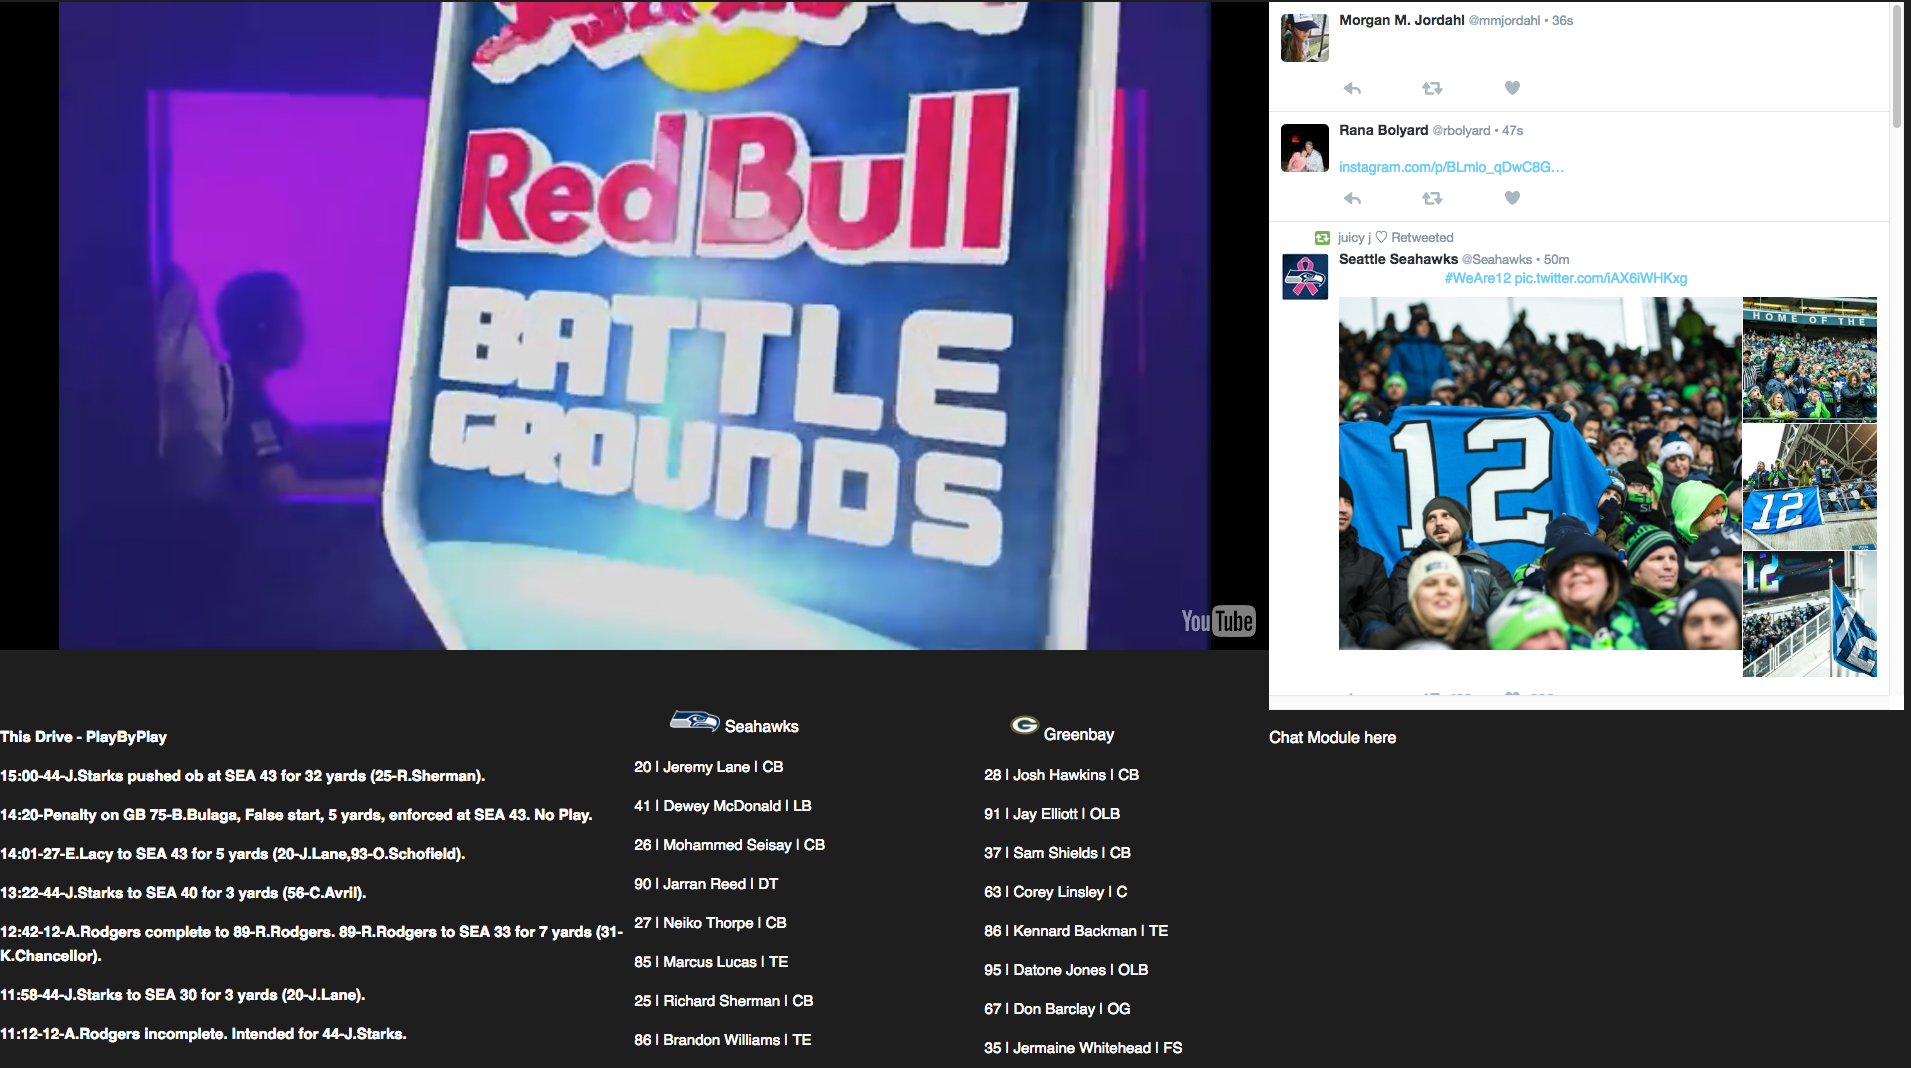 Red Bull
BATTLE
GROUNDS
YouTube
Morgan M. Jordahl @mmjordahl • 36s
Rana Bolyard @rbolyard • 47s
instagram.com/p/BLmlo_qDwC8G…
juicy j ♡ Retweeted
Seattle Seahawks @Seahawks • 50m
#WeAre12 pic.twitter.com/iAX6iWHKxg
12
HOME OF THE
12
12
This Drive - PlayByPlay
15:00-44-J.Starks pushed ob at SEA 43 for 32 yards (25-R.Sherman).
14:20-Penalty on GB 75-B.Bulaga, False start, 5 yards, enforced at SEA 43. No Play.
14:01-27-E.Lacy to SEA 43 for 5 yards (20-J.Lane,93-O.Schofield).
13:22-44-J.Starks to SEA 40 for 3 yards (56-C.Avril).
12:42-12-A.Rodgers complete to 89-R.Rodgers. 89-R.Rodgers to SEA 33 for 7 yards (31-
K.Chancellor).
11:58-44-J.Starks to SEA 30 for 3 yards (20-J.Lane).
11:12-12-A.Rodgers incomplete. Intended for 44-J.Starks.
Seahawks
20 | Jeremy Lane | CB
41 | Dewey McDonald | LB
26 | Mohammed Seisay | CB
90 | Jarran Reed | DT
27 | Neiko Thorpe | CB
85 | Marcus Lucas | TE
25 | Richard Sherman | CB
86 | Brandon Williams | TE
G
Greenbay
28 | Josh Hawkins | CB
91 | Jay Elliott | OLB
37 | Sam Shields | CB
63 | Corey Linsley | C
86 | Kennard Backman | TE
95 | Datone Jones | OLB
67 | Don Barclay | OG
35 | Jermaine Whitehead | FS
Chat Module here